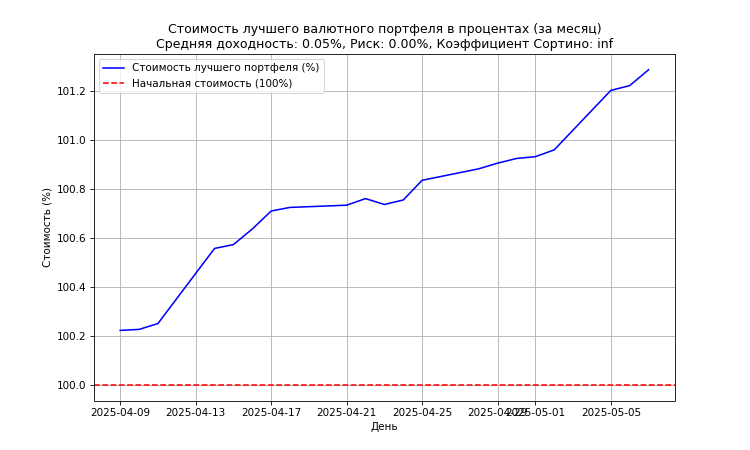 Стоимость лучшего валютного портфеля в процентах (за месяц)
Средняя доходность: 0.05%, Риск: 0.00%, Коэффициент Сортино: inf
Стоимость лучшего портфеля (%)
Начальная стоимость (100%)
Стоимость (%)
101.2
101.0
100.8
100.6
100.4
100.2
100.0
2025-04-09 2025-04-13 2025-04-17 2025-04-21 2025-04-25 2025-04-29 2025-05-01 2025-05-05
День